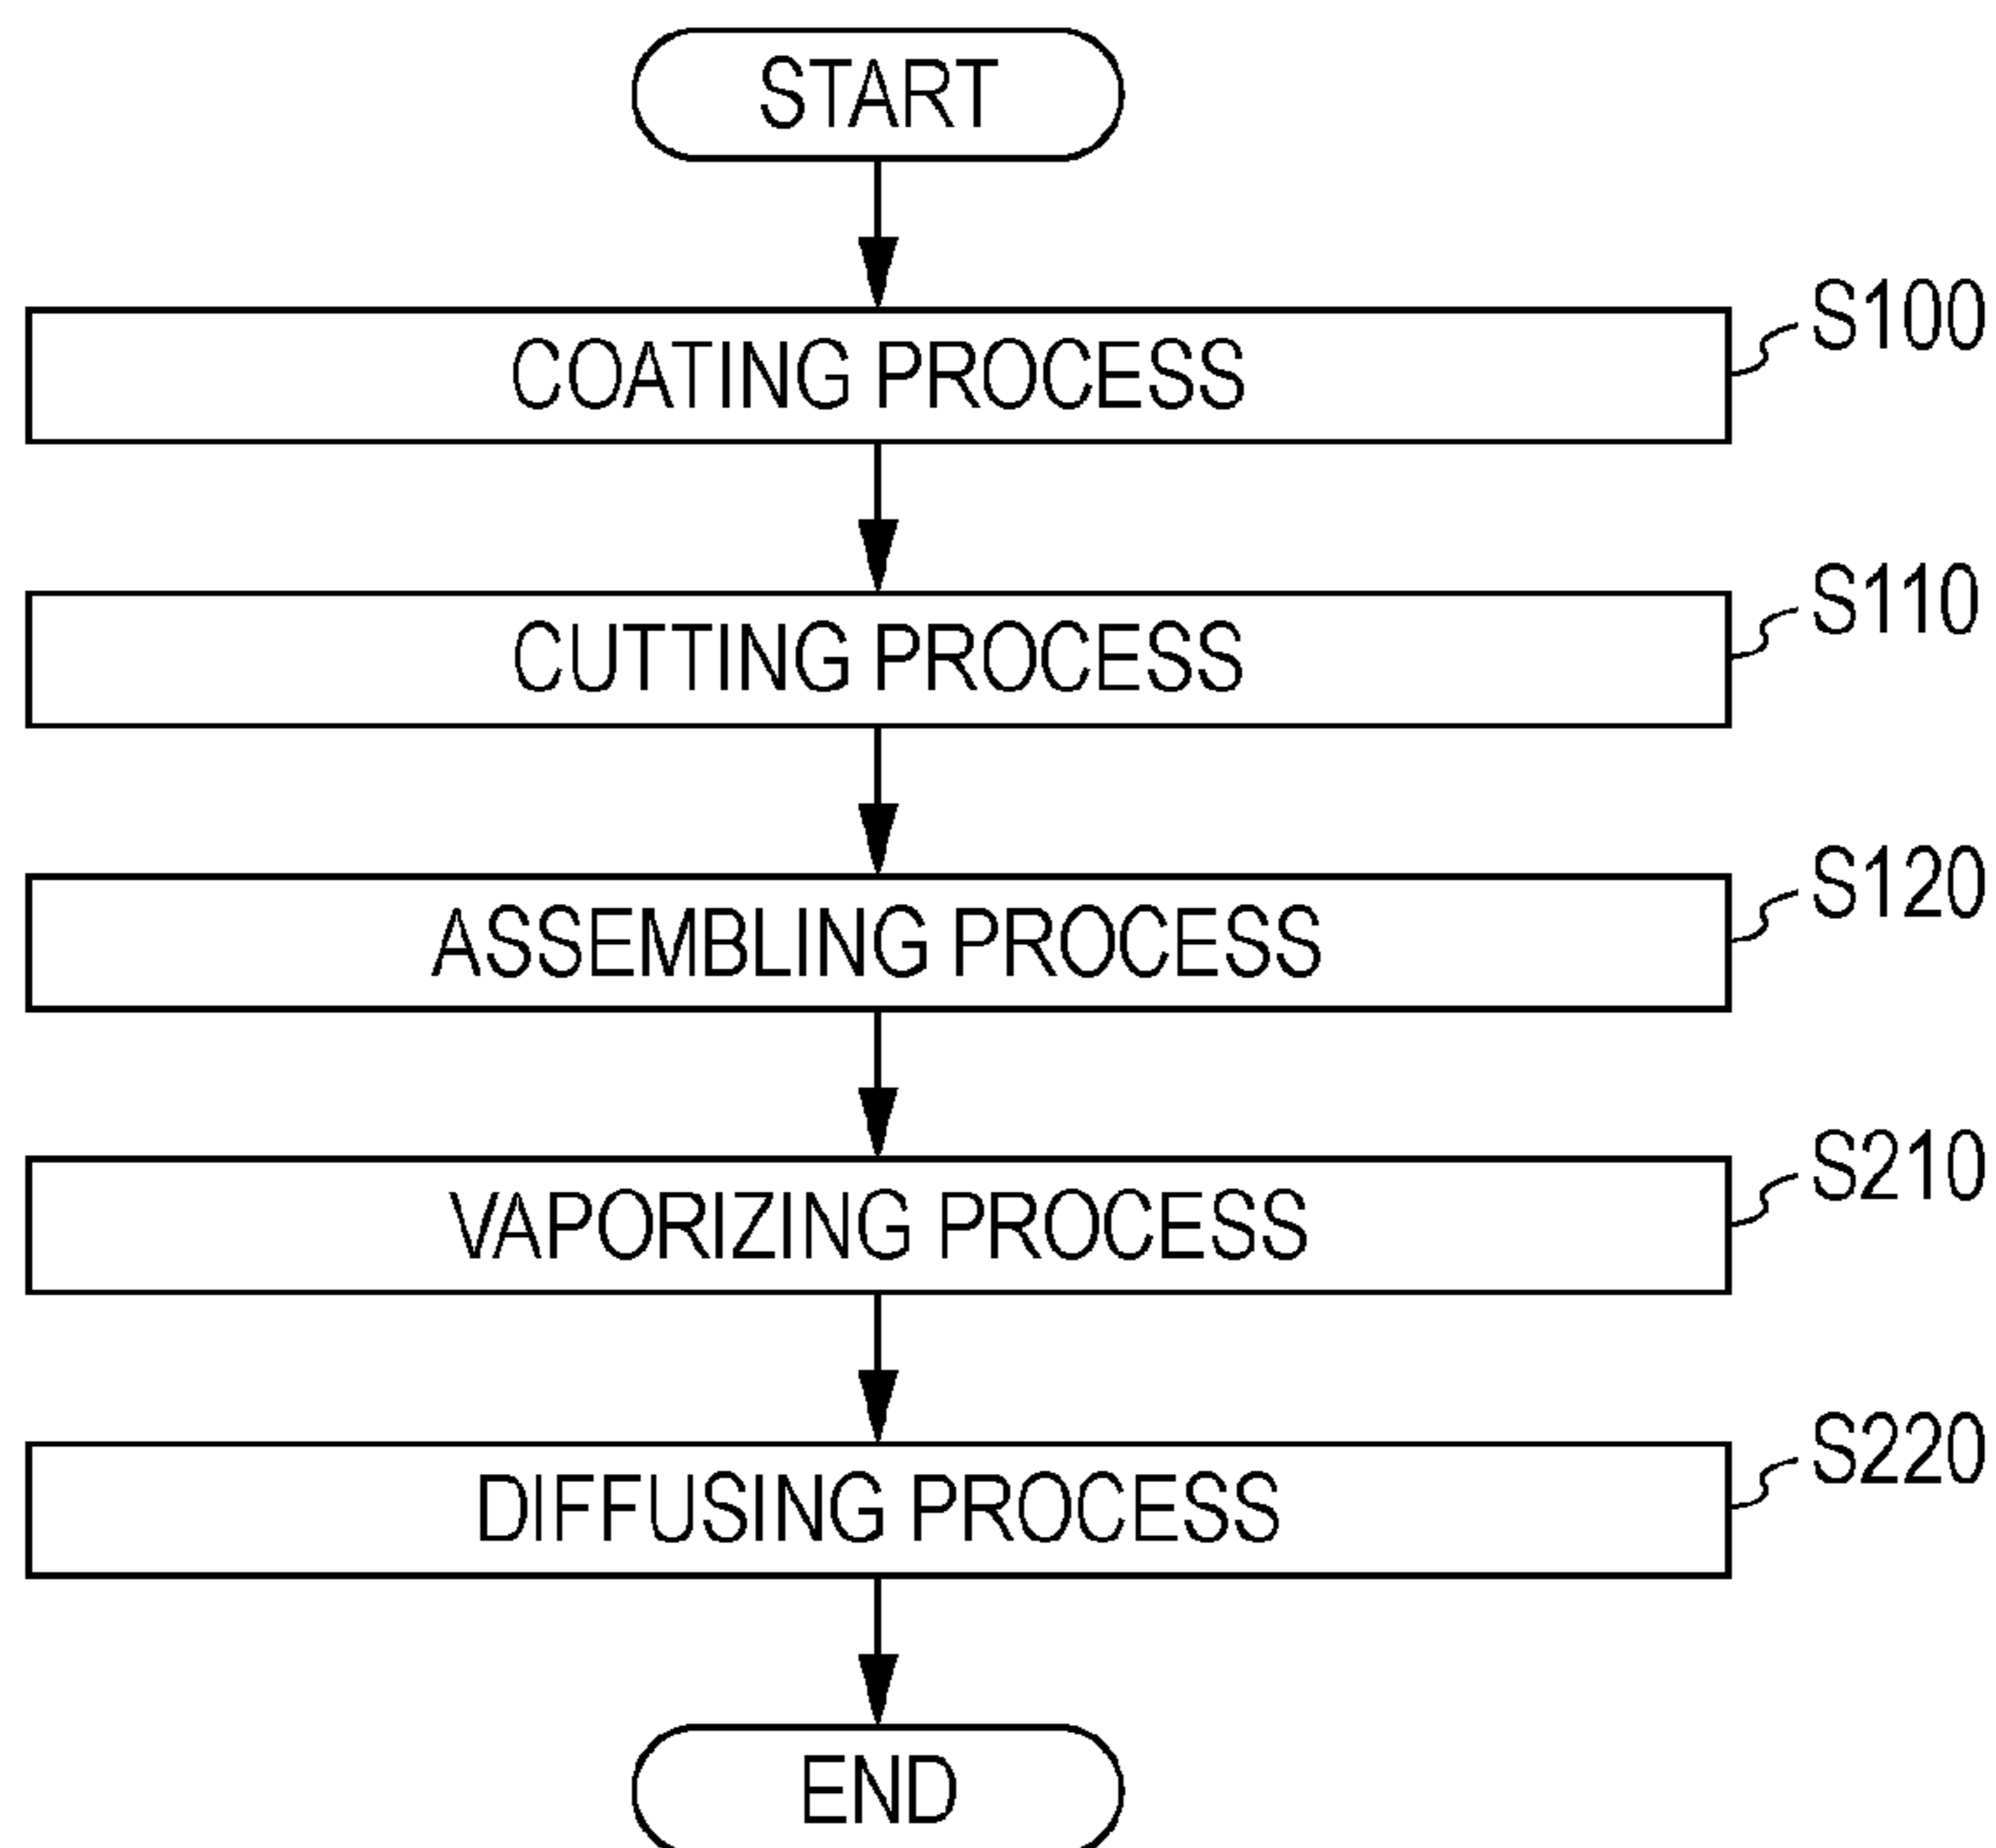 START
COATING PROCESS S100
CUTTING PROCESS S110
ASSEMBLING PROCESS S120
VAPORIZING PROCESS S210
DIFFUSING PROCESS S220
END